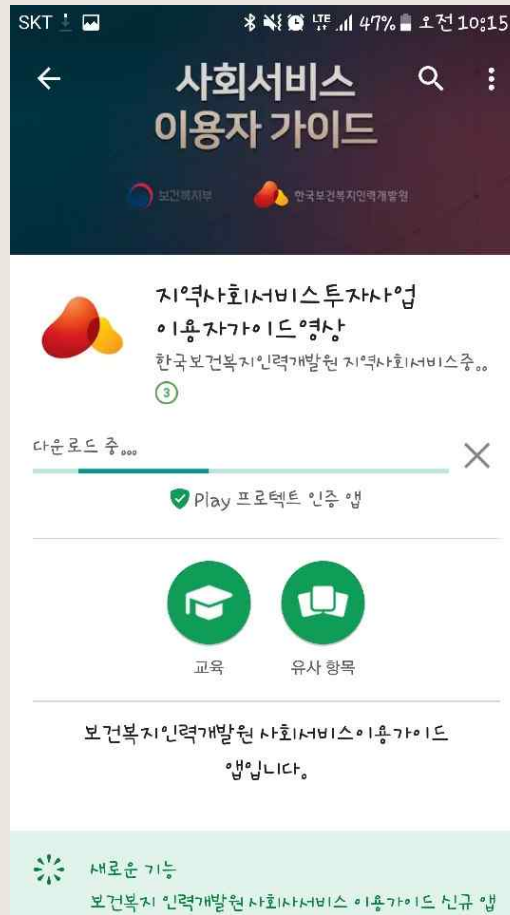 SKT LTE 47% 오전 10:15
사회서비스
이용자 가이드
보건복지부 한국보건복지인력개발원
지역사회서비스투자사업
이용자가이드영상
한국보건복지인력개발원 지역사회서비스중..
3
다운로드 중...
Play 프로텍트 인증 앱
교육 유사 항목
보건복지인력개발원 사회서비스이용가이드
앱입니다.
새로운 기능
보건복지 인력개발원 사회사서비스 이용가이드 신규 앱